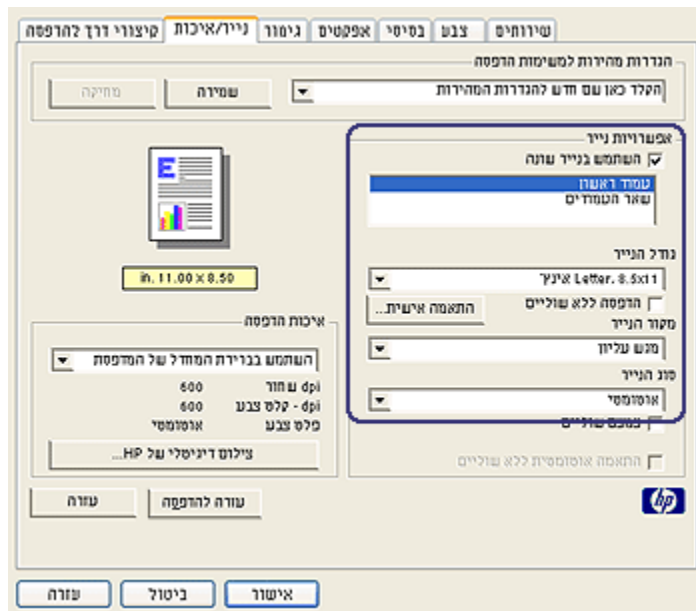 שירותים צבע בסיסי אפקטים גימור נייר/איכות קיצורי דרך להדפסה
הגדרות מהירות למשימות הדפסה
הקלד כאן שם חדש להגדרות המהירות שמירה מחיקה
אפשרויות נייר
השתמש בנייר שונה
עמוד ראשון
שאר העמודים
גודל הנייר
Letter, 8.5x11 אינץ'
הדפסה ללא שוליים התאמה אישית...
מקור הנייר
מגש עליון
סוג הנייר
אוטומטי
צמצם שוליים
התאמה אוטומטית ללא שוליים
hp
E
in. 11.00 X 8.50
איכות הדפסה
השתמש בברירת המחדל של המדפסת
dpi שחור 600
dpi - קלט צבע 600
פלט צבע אוטומטי
צילום דיגיטלי של HP...
עזרה להדפסה עזרה
אישור ביטול עזרה